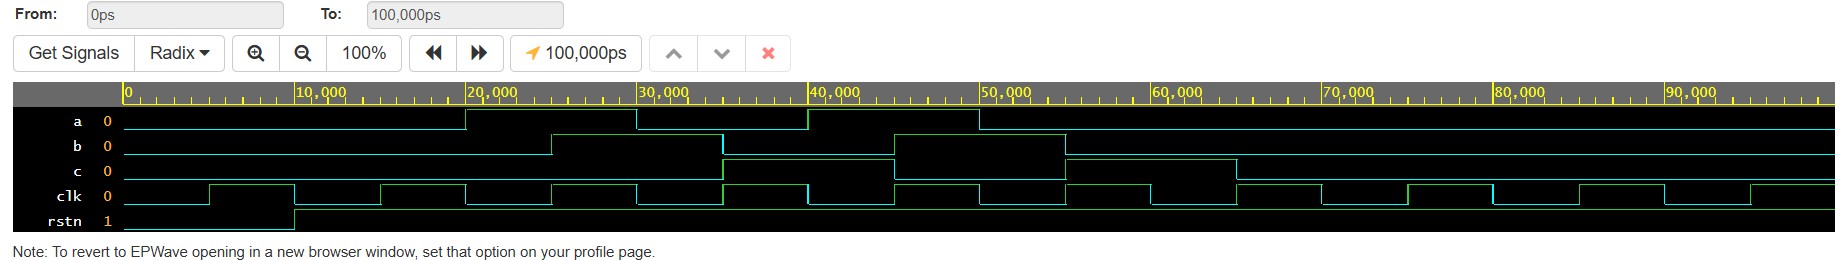 From: 0ps To: 100,000ps
Get Signals Radix 100% 100,000ps
0 10,000 20,000 30,000 40,000 50,000 60,000 70,000 80,000 90,000
a 0
b 0
c 0
clk 0
rstn 1
Note: To revert to EPWave opening in a new browser window, set that option on your profile page.